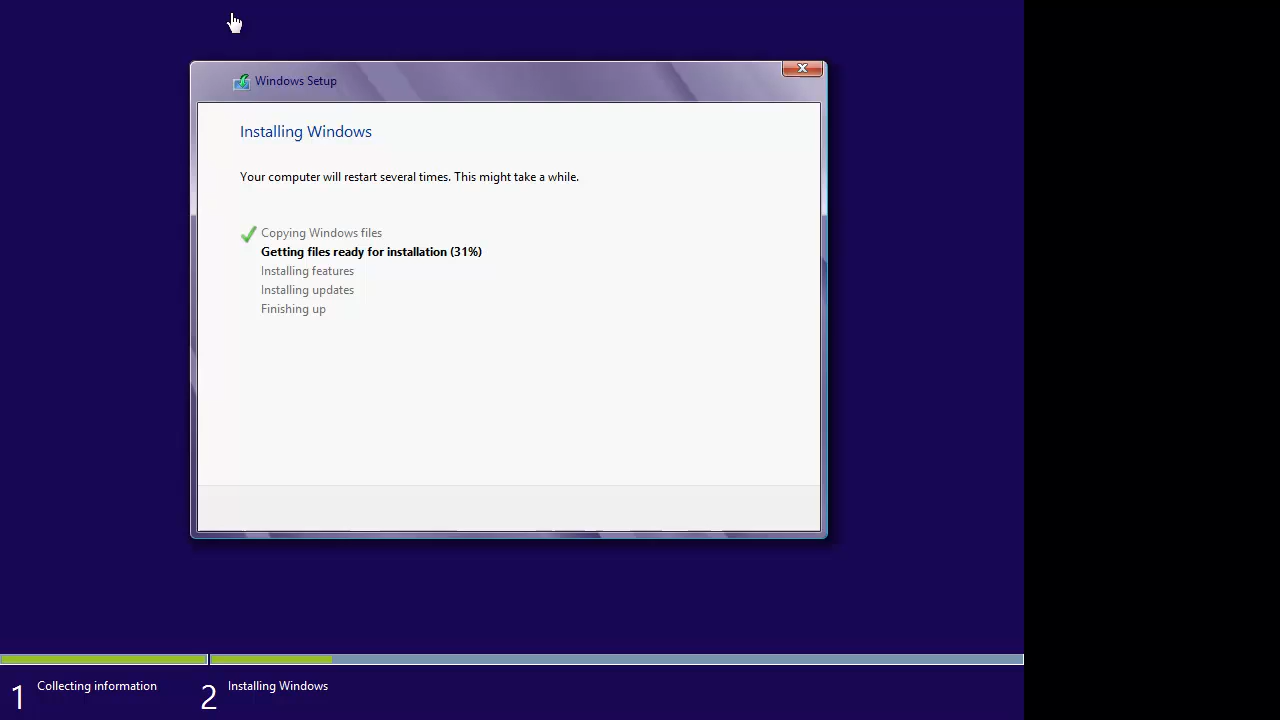 Windows Setup
Installing Windows
Your computer will restart several times. This might take a while.
Copying Windows files
Getting files ready for installation (31%)
Installing features
Installing updates
Finishing up
1 Collecting information
2 Installing Windows